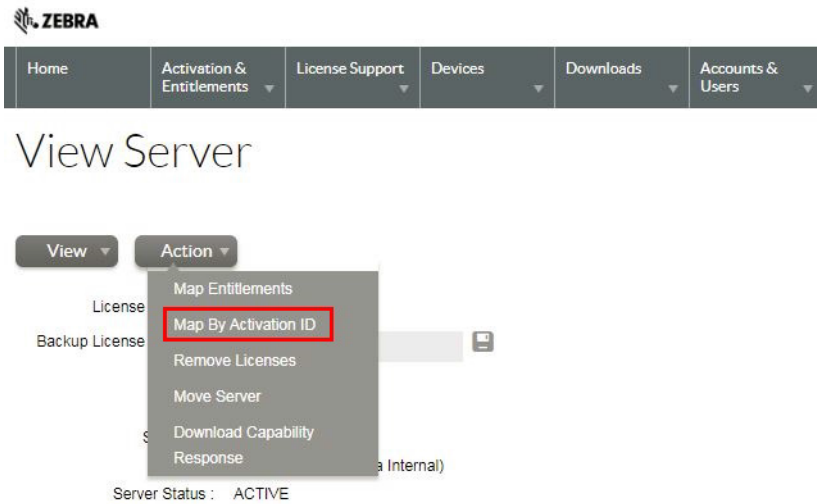 ZEBRA
Home
Activation &
Entitlements
License Support
Devices
Downloads
Accounts &
Users
View Server
View
Action
Map Entitlements
License
Map By Activation ID
Backup License
Remove Licenses
Move Server
S
Download Capability
Response
a Internal)
Server Status : ACTIVE